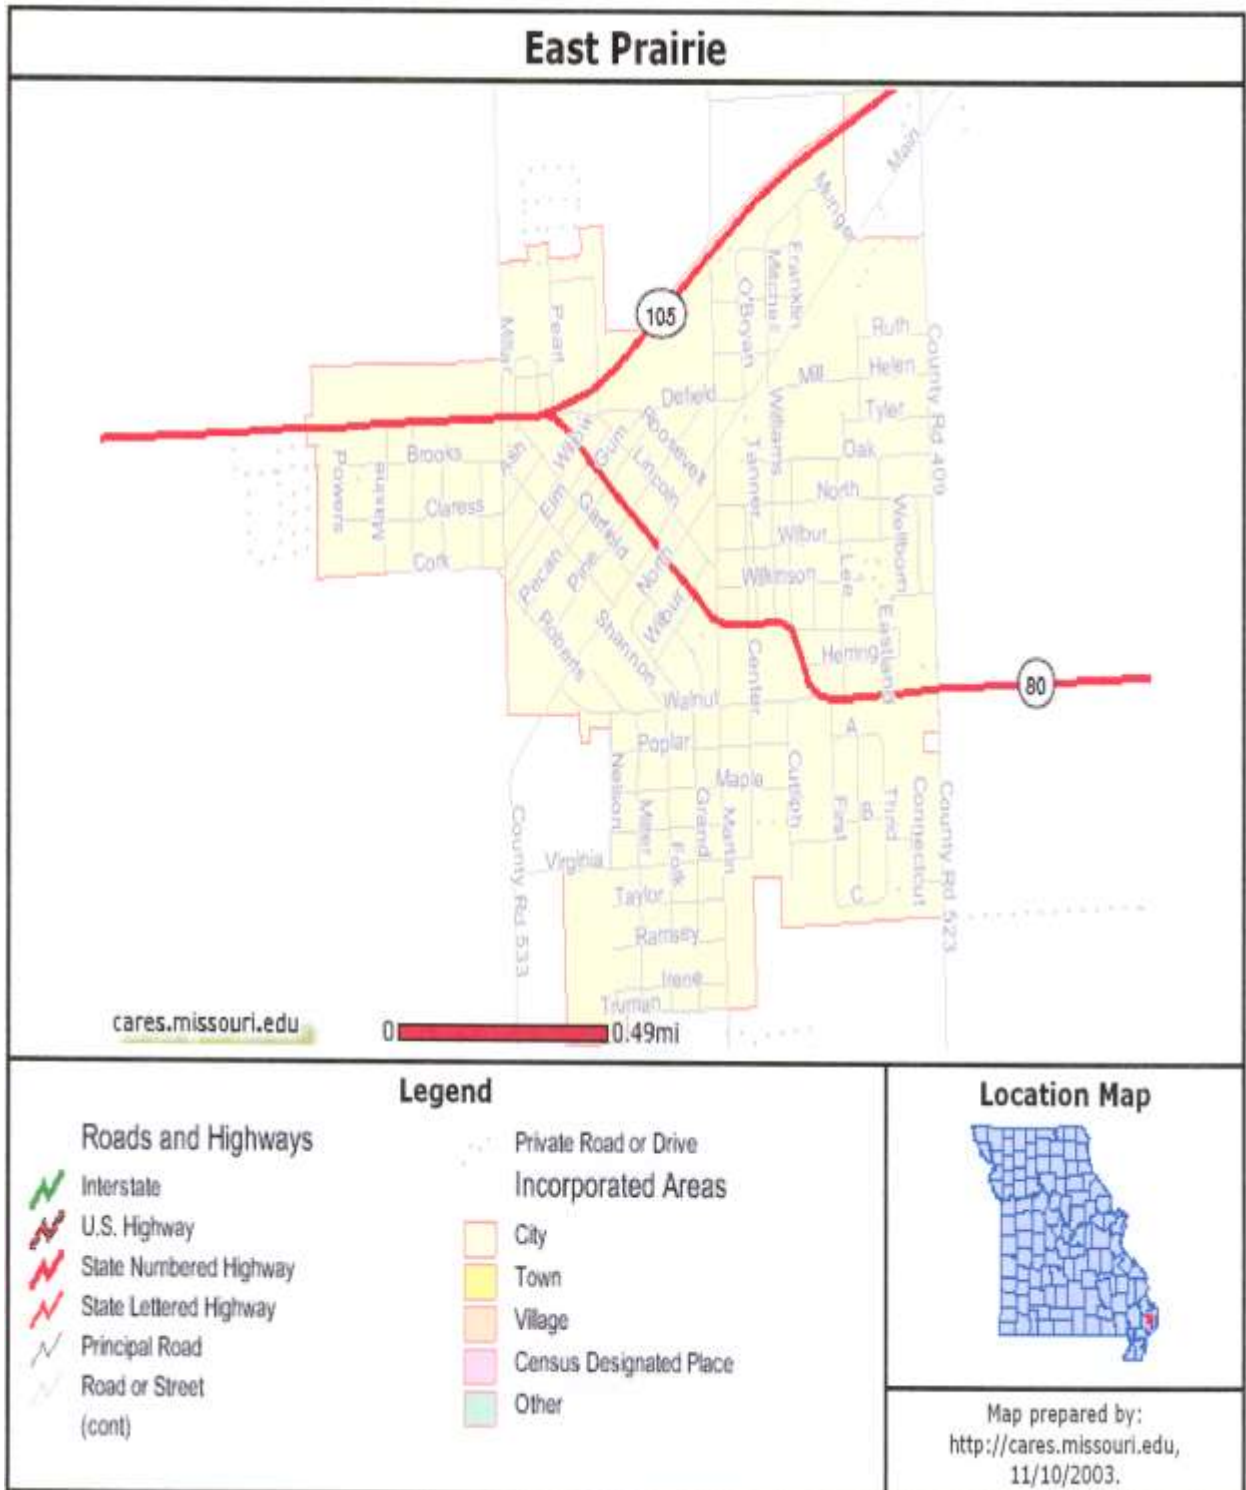 East Prairie
Main
Munger
Franklin
Mitchel
O'Bryan
105
Ruth
Pearl
Millar
County Rd 409
Helen
Mill
Defield
Tyler
Williams
Roosevelt
Wilbur
Gum
Oak
Brooks
Ash
Lincoln
Tanner
Powers
Maxine
North
Elm
Claress
Garfield
Wellborn
Wilbur
North
Cork
Pine
Pecan
Wilkinson
Lee
Wilbur
Eastland
Roberts
Shannon
Center
Herring
80
Walnut
A
Poplar
Nelson
Maple
Cutliph
Miller
Grand
Martin
First
B
Third
Connecticut
County Rd 523
County Rd 533
Virginia
Folk
Taylor
C
Ramsey
Irene
Truman
cares.missouri.edu
0 0.49mi
Legend
Roads and Highways
Interstate
U.S. Highway
State Numbered Highway
State Lettered Highway
Principal Road
Road or Street
(cont)
Private Road or Drive
Incorporated Areas
City
Town
Village
Census Designated Place
Other
Location Map
Map prepared by:
http://cares.missouri.edu,
11/10/2003.